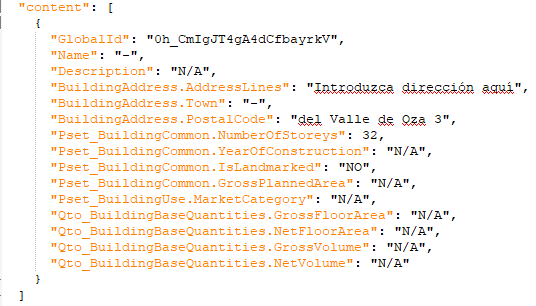 "content": [
{
"GlobalId": "0h_CmIgJT4gA4dCfbayrkV",
"Name": "-",
"Description": "N/A",
"BuildingAddress.AddressLines": "Introduzca dirección aquí",
"BuildingAddress.Town": "-",
"BuildingAddress.PostalCode": "del Valle de Oza 3",
"Pset_BuildingCommon.NumberOfStoreys": 32,
"Pset_BuildingCommon.YearOfConstruction": "N/A",
"Pset_BuildingCommon.IsLandmarked": "NO",
"Pset_BuildingCommon.GrossPlannedArea": "N/A",
"Pset_BuildingUse.MarketCategory": "N/A",
"Qto_BuildingBaseQuantities.GrossFloorArea": "N/A",
"Qto_BuildingBaseQuantities.NetFloorArea": "N/A",
"Qto_BuildingBaseQuantities.GrossVolume": "N/A",
"Qto_BuildingBaseQuantities.NetVolume": "N/A"
}
]